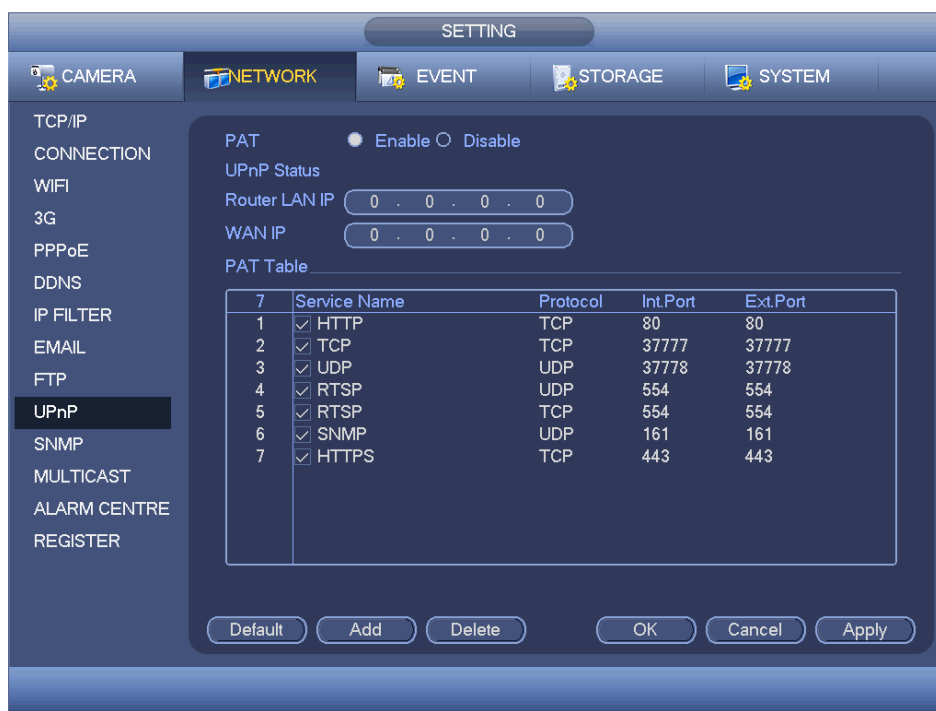 SETTING
CAMERA NETWORK EVENT STORAGE SYSTEM
TCP/IP
CONNECTION
WIFI
3G
PPPoE
DDNS
IP FILTER
EMAIL
FTP
UPnP
SNMP
MULTICAST
ALARM CENTRE
REGISTER
PAT Enable Disable
UPnP Status
Router LAN IP 0 . 0 . 0 . 0
WAN IP 0 . 0 . 0 . 0
PAT Table
7 Service Name Protocol Int.Port Ext.Port
1 HTTP TCP 80 80
2 TCP TCP 37777 37777
3 UDP UDP 37778 37778
4 RTSP UDP 554 554
5 RTSP TCP 554 554
6 SNMP UDP 161 161
7 HTTPS TCP 443 443
Default Add Delete OK Cancel Apply